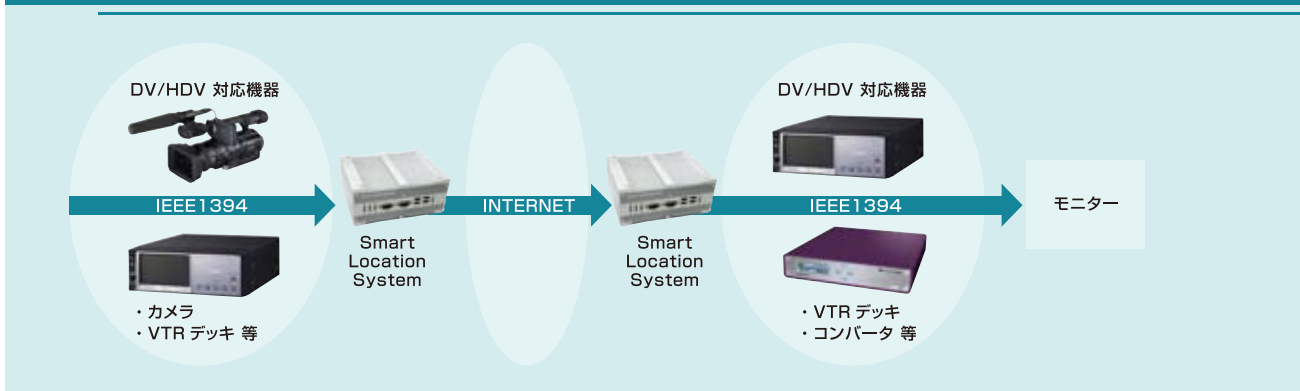 DV/HDV 対応機器
IEEE1394
・カメラ
・VTR デッキ 等
Smart
Location
System
INTERNET
Smart
Location
System
DV/HDV 対応機器
IEEE1394
・VTR デッキ
・コンバータ 等
モニター